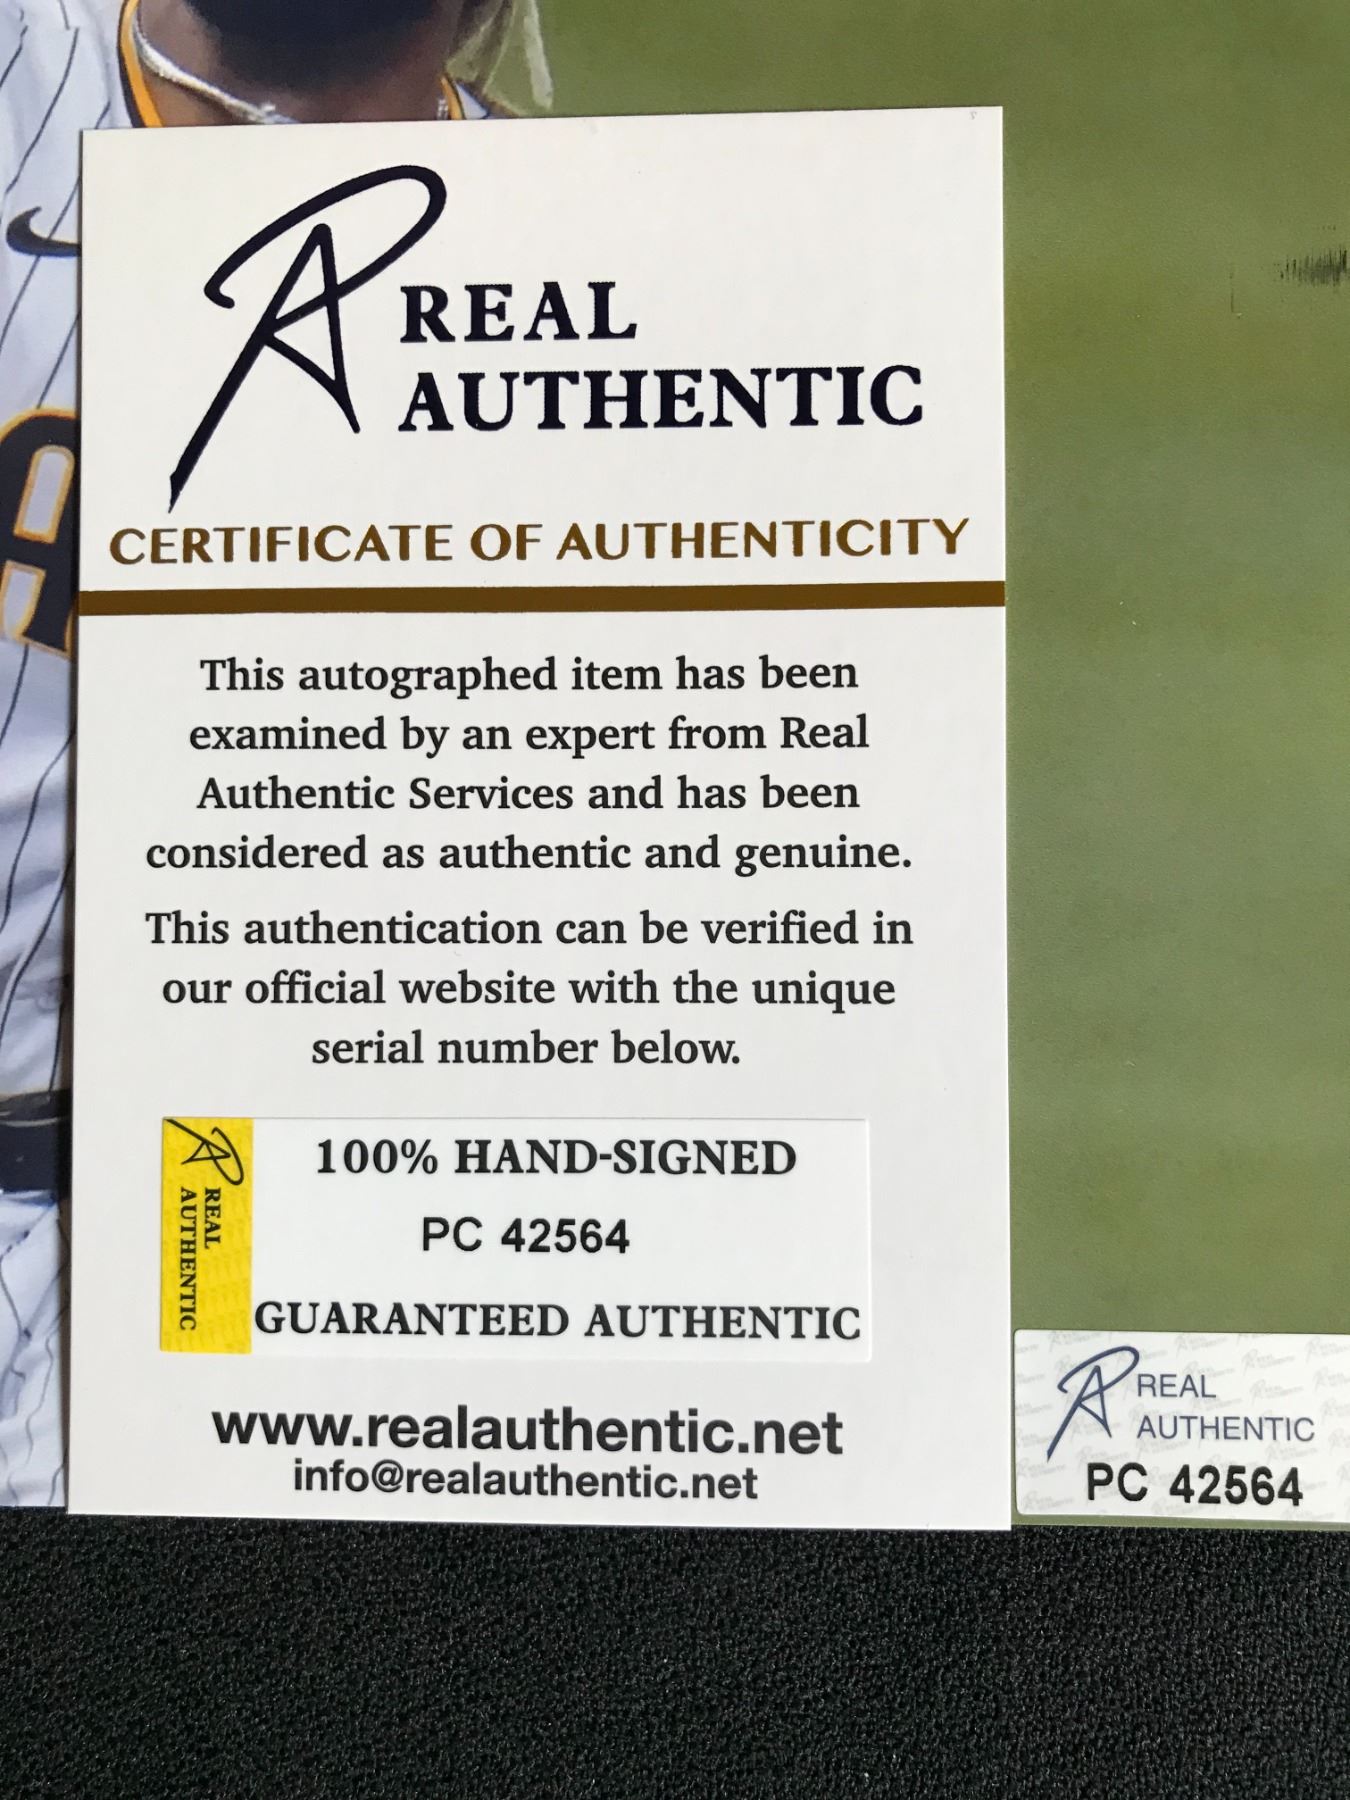 REAL
AUTHENTIC
CERTIFICATE OF AUTHENTICITY
This autographed item has been
examined by an expert from Real
Authentic Services and has been
considered as authentic and genuine.
This authentication can be verified in
our official website with the unique
serial number below.
REAL
AUTHENTIC
100% HAND-SIGNED
PC 42564
GUARANTEED AUTHENTIC
www.realauthentic.net
info@realauthentic.net
REAL
AUTHENTIC
PC 42564